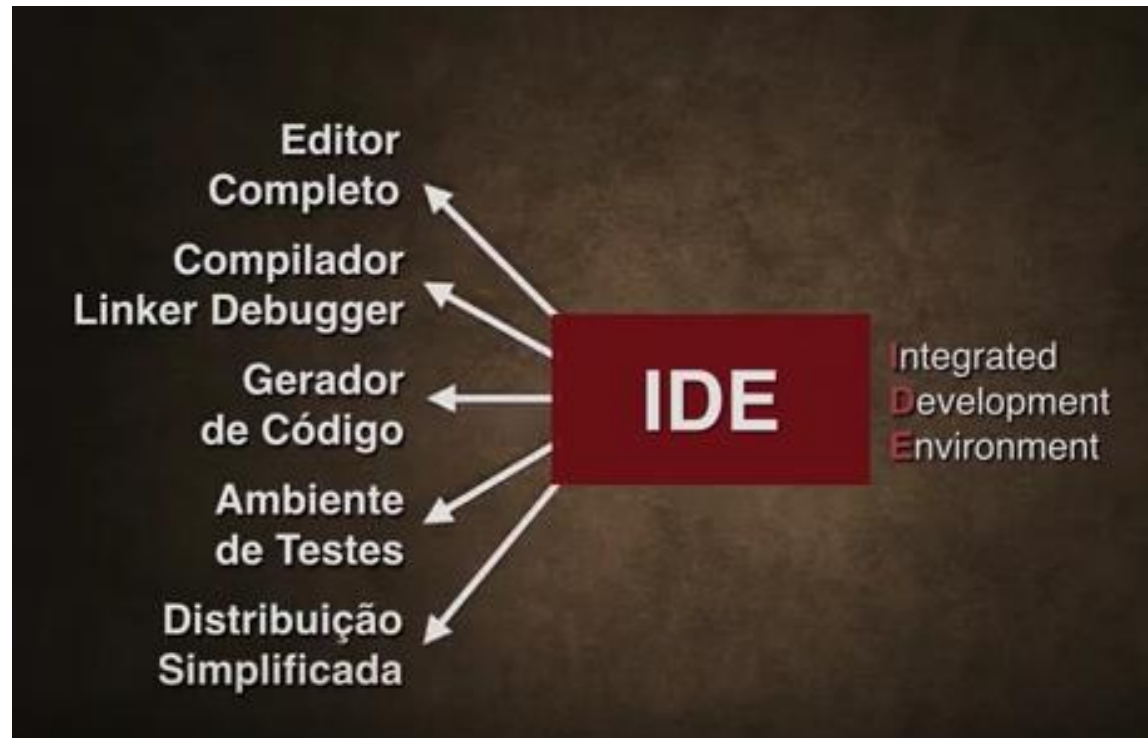 Editor
Completo
Compilador
Linker Debugger
Gerador
de Código
Ambiente
de Testes
Distribuição
Simplificada
IDE
Integrated
Development
Environment